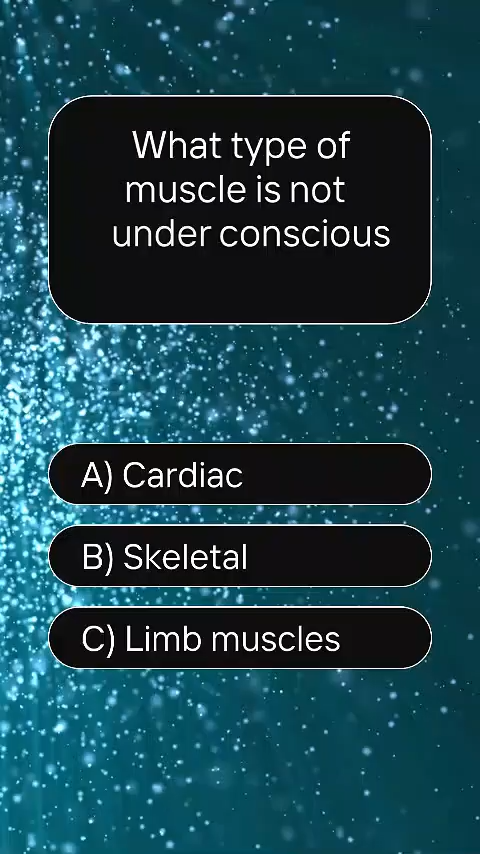 What type of
muscle is not
under conscious
A) Cardiac
B) Skeletal
C) Limb muscles